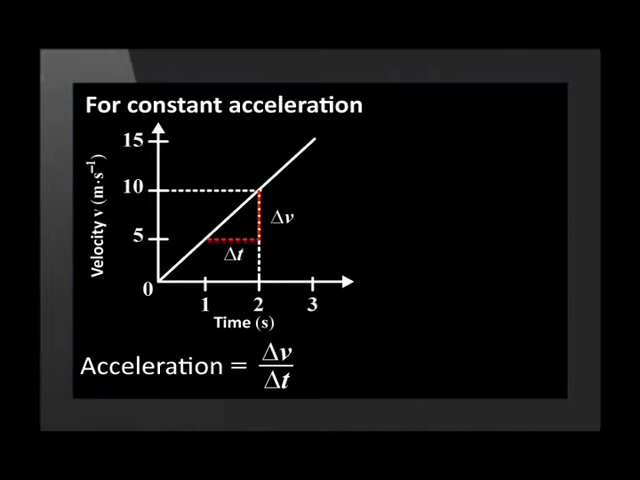 For constant acceleration
15
10
5
0
Velocity v (m·s⁻¹)
Δv
Δt
1 2 3
Time (s)
Acceleration = Δv/Δt